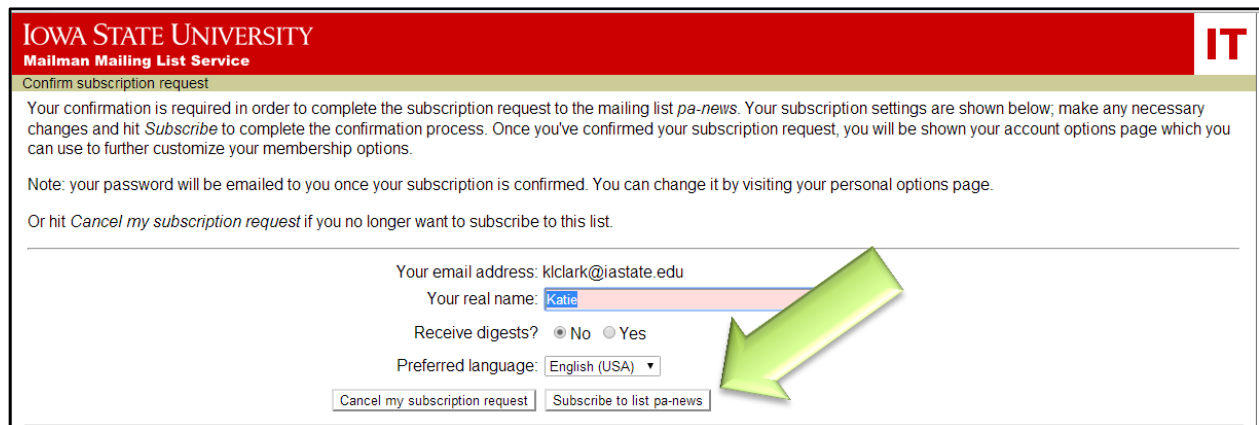 IOWA STATE UNIVERSITY
IT
Mailman Mailing List Service
Confirm subscription request
Your confirmation is required in order to complete the subscription request to the mailing list pa-news. Your subscription settings are shown below; make any necessary
changes and hit Subscribe to complete the confirmation process. Once you've confirmed your subscription request, you will be shown your account options page which you
can use to further customize your membership options.
Note: your password will be emailed to you once your subscription is confirmed. You can change it by visiting your personal options page.
Or hit Cancel my subscription request if you no longer want to subscribe to this list.
Your email address: klclark@iastate.edu
Your real name: Katie
Receive digests? No Yes
Preferred language: English (USA)
Cancel my subscription request Subscribe to list pa-news